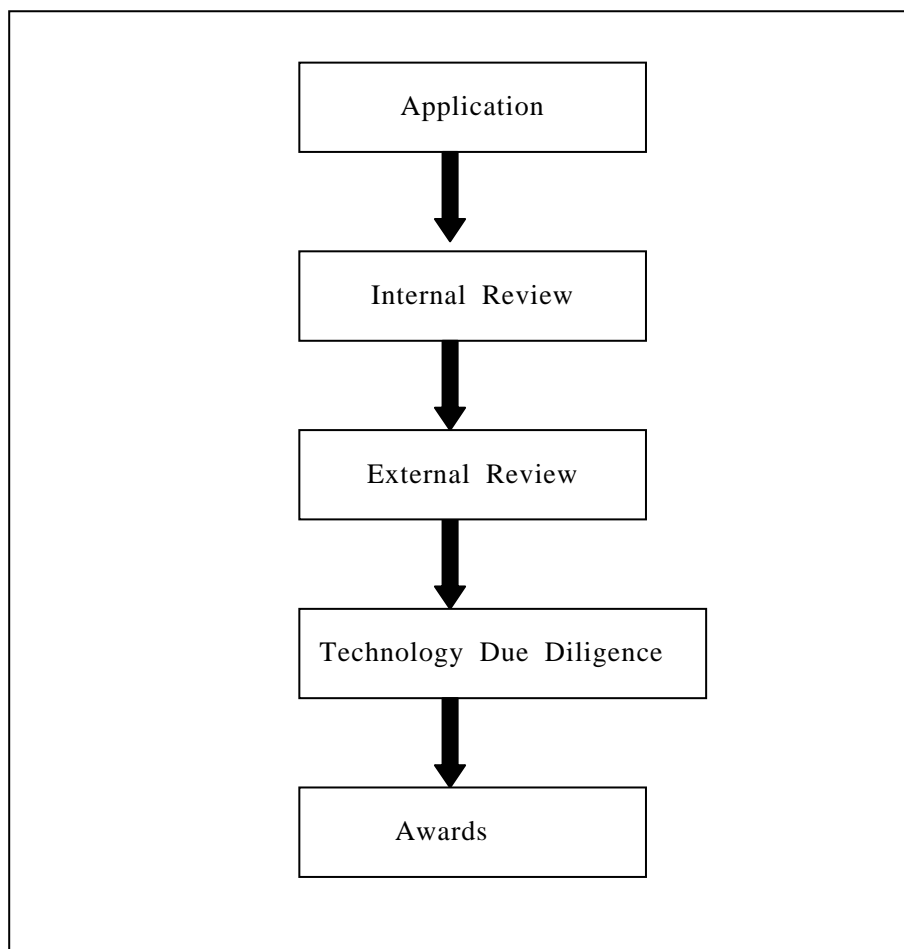 Application
Internal Review
External Review
Technology Due Diligence
Awards